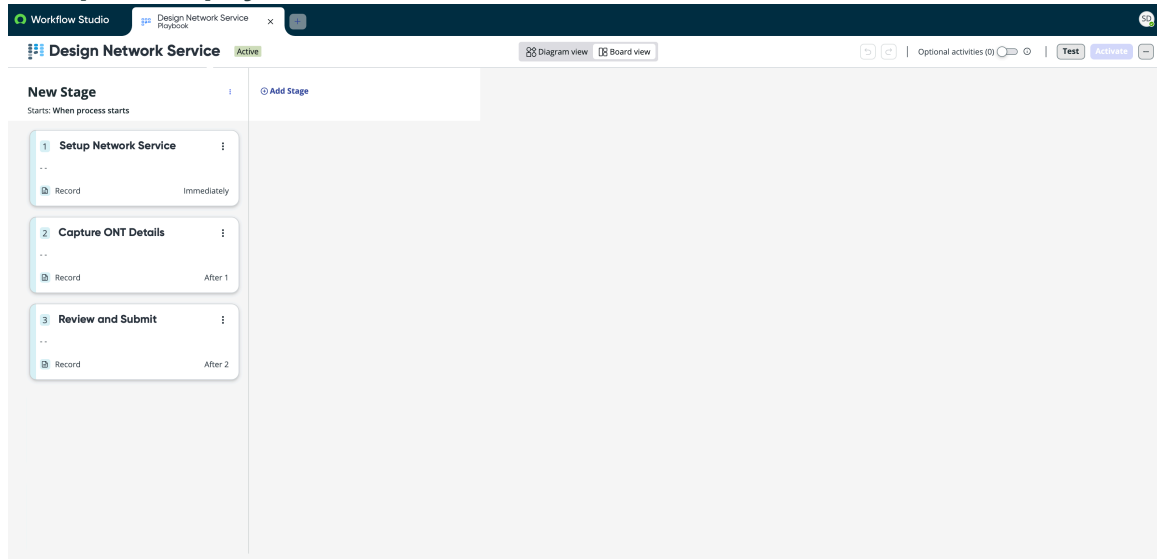 Workflow Studio
Design Network Service
Playbook
SD
Design Network Service
Active
Diagram view
Board view
Optional activities (0)
Test
Activate
New Stage
Starts: When process starts
Add Stage
1 Setup Network Service
--
Record
Immediately
2 Capture ONT Details
--
Record
After 1
3 Review and Submit
--
Record
After 2